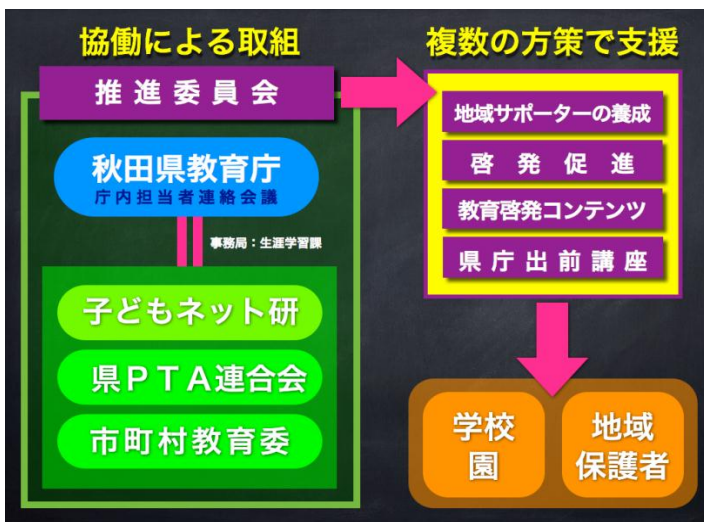 協働による取組
推進委員会
秋田県教育庁
庁内担当者連絡会議
事務局：生涯学習課
子どもネット研
県ＰＴＡ連合会
市町村教育委
複数の方策で支援
地域サポーターの養成
啓発促進
教育啓発コンテンツ
県庁出前講座
学校
園
地域
保護者